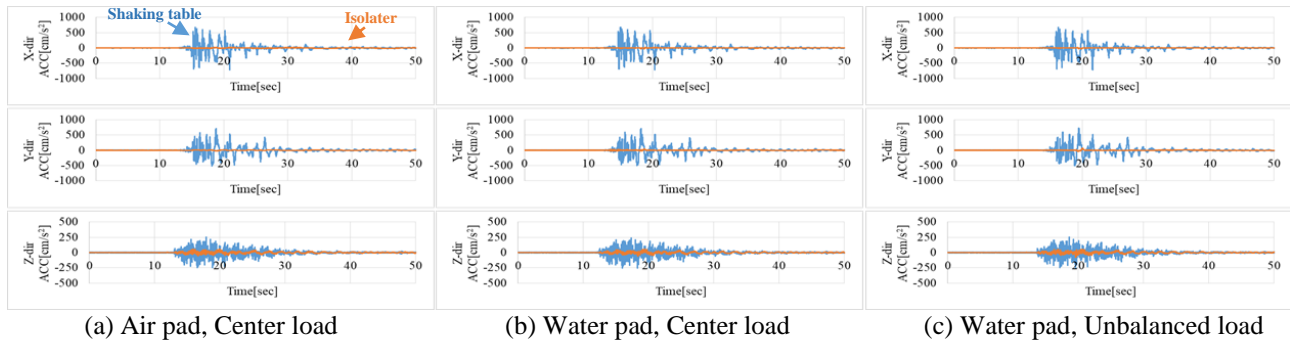 Shaking table
Isolater
1000
500
0
-500
-1000
X-dir
ACC[cm/s²]
0 10 20 30 40 50
Time[sec]
1000
500
0
-500
-1000
Y-dir
ACC[cm/s²]
0 10 20 30 40 50
Time[sec]
500
250
0
-250
-500
Z-dir
ACC[cm/s²]
0 10 20 30 40 50
Time[sec]
(a) Air pad, Center load
1000
500
0
-500
-1000
X-dir
ACC[cm/s²]
0 10 20 30 40 50
Time[sec]
1000
500
0
-500
-1000
Y-dir
ACC[cm/s²]
0 10 20 30 40 50
Time[sec]
500
250
0
-250
-500
Z-dir
ACC[cm/s²]
0 10 20 30 40 50
Time[sec]
(b) Water pad, Center load
1000
500
0
-500
-1000
X-dir
ACC[cm/s²]
0 10 20 30 40 50
Time[sec]
1000
500
0
-500
-1000
Y-dir
ACC[cm/s²]
0 10 20 30 40 50
Time[sec]
500
250
0
-250
-500
Z-dir
ACC[cm/s²]
0 10 20 30 40 50
Time[sec]
(c) Water pad, Unbalanced load